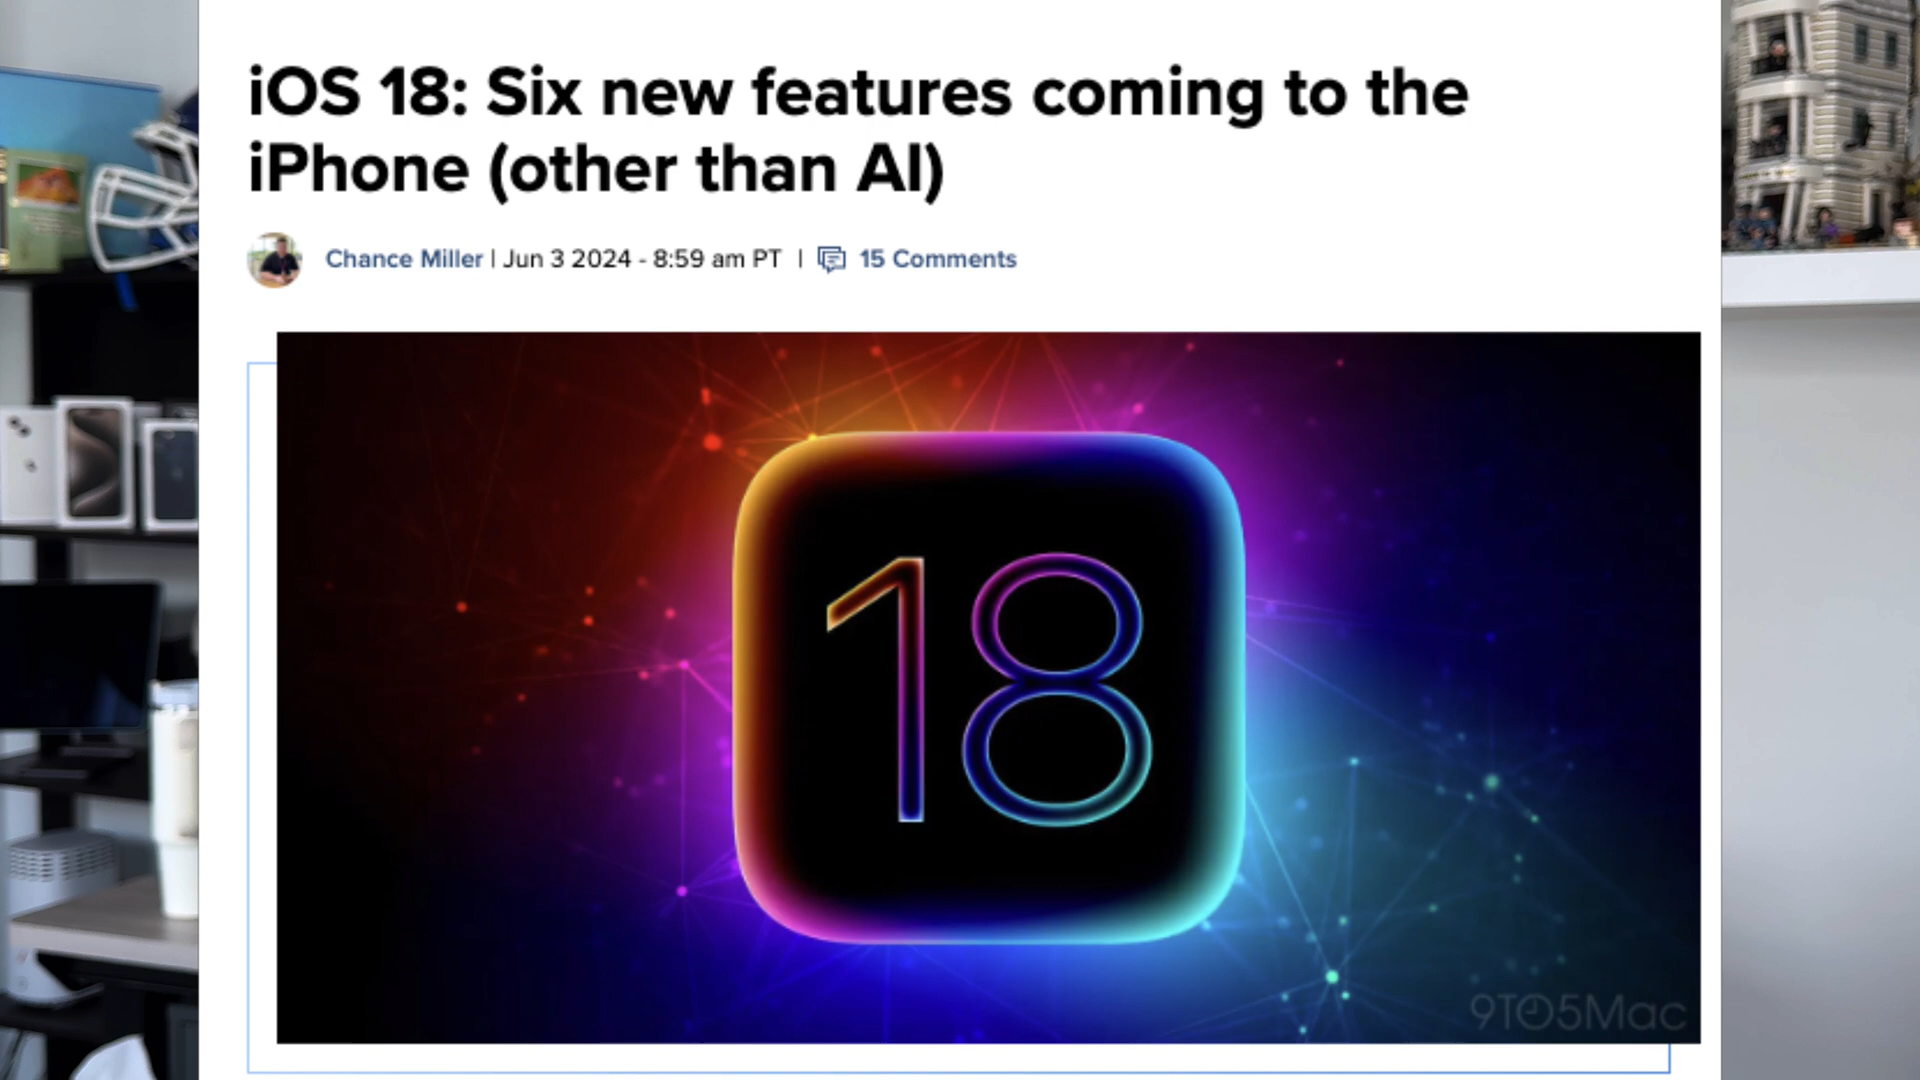 iOS 18: Six new features coming to the
iPhone (other than AI)
Chance Miller | Jun 3 2024 - 8:59 am PT | 15 Comments
18
9TO5Mac